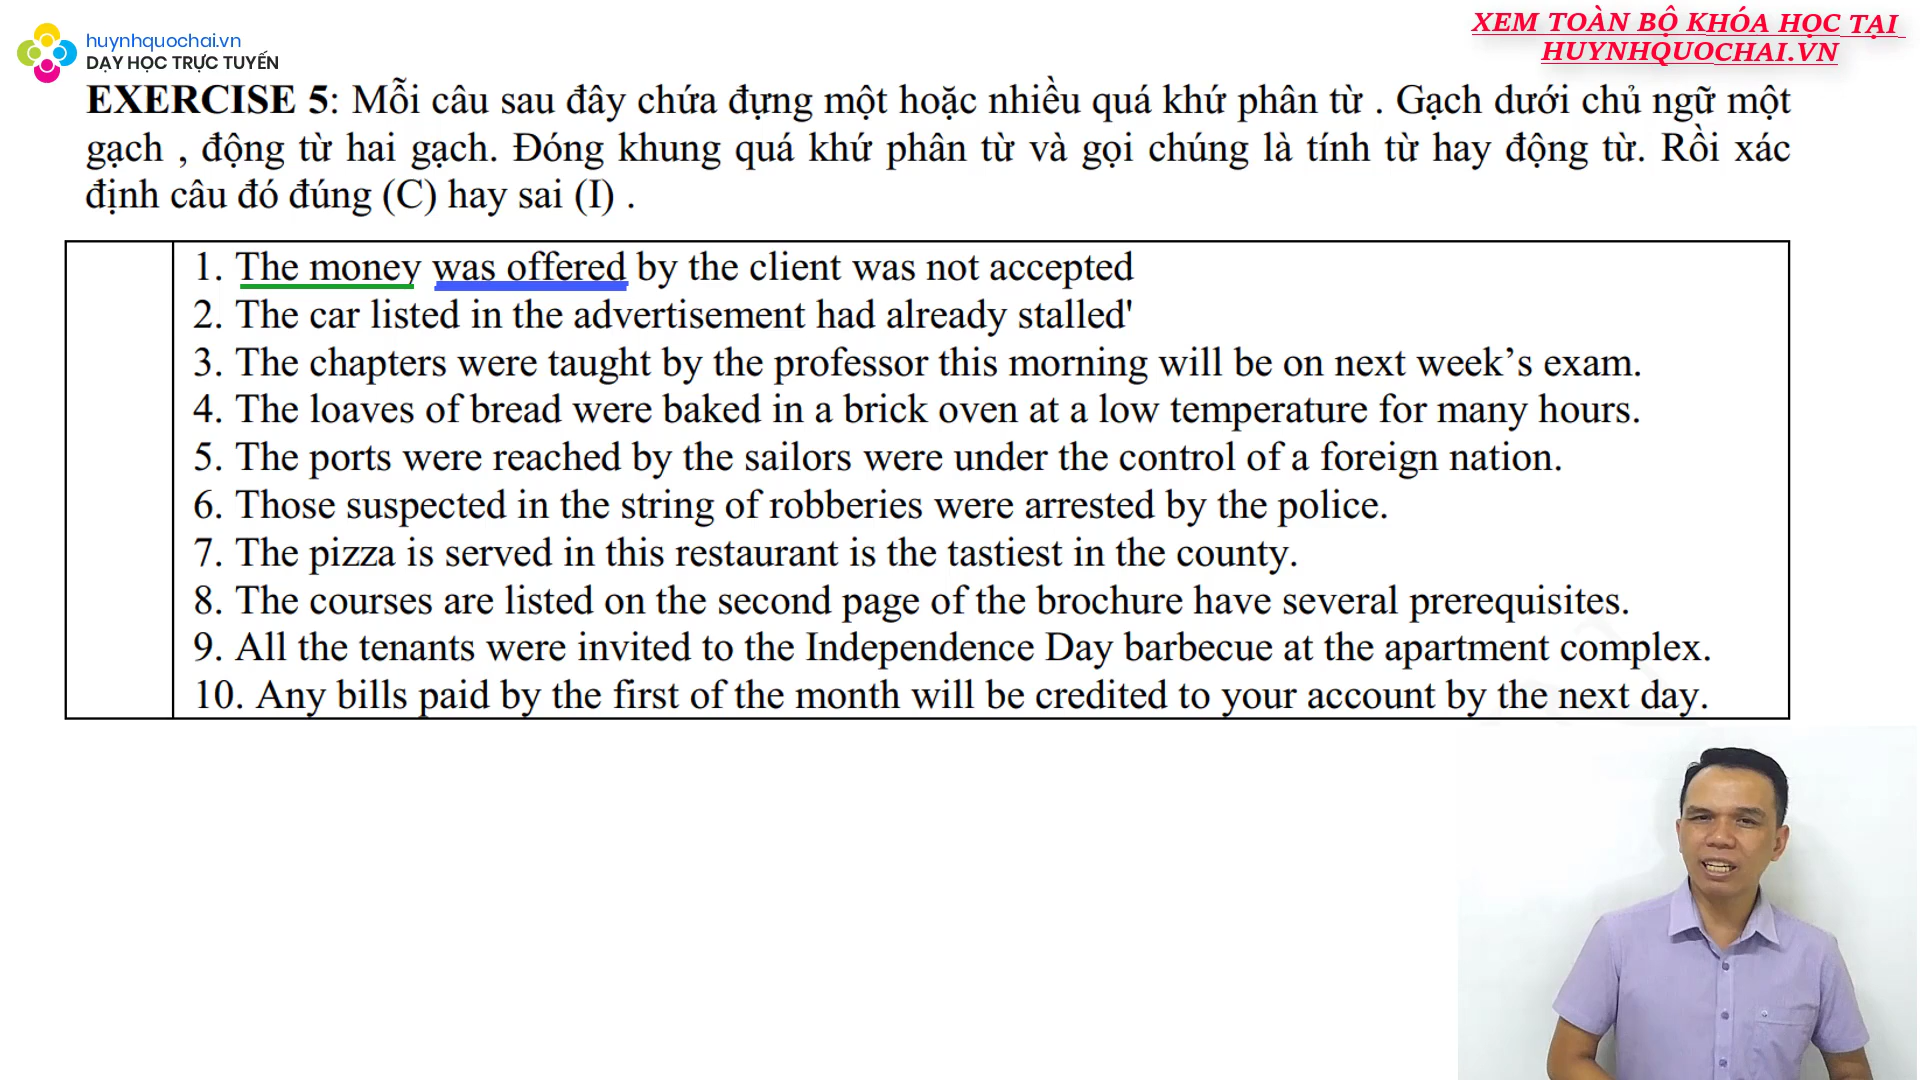 huynhquochai.vn
DẠY HỌC TRỰC TUYẾN
XEM TOÀN BỘ KHÓA HỌC TẠI
HUYNHQUOCHAI.VN
EXERCISE 5: Mỗi câu sau đây chứa đựng một hoặc nhiều quá khứ phân từ . Gạch dưới chủ ngữ một
gạch , động từ hai gạch. Đóng khung quá khứ phân từ và gọi chúng là tính từ hay động từ. Rồi xác
định câu đó đúng (C) hay sai (I) .
1. The money was offered by the client was not accepted
2. The car listed in the advertisement had already stalled'
3. The chapters were taught by the professor this morning will be on next week’s exam.
4. The loaves of bread were baked in a brick oven at a low temperature for many hours.
5. The ports were reached by the sailors were under the control of a foreign nation.
6. Those suspected in the string of robberies were arrested by the police.
7. The pizza is served in this restaurant is the tastiest in the county.
8. The courses are listed on the second page of the brochure have several prerequisites.
9. All the tenants were invited to the Independence Day barbecue at the apartment complex.
10. Any bills paid by the first of the month will be credited to your account by the next day.